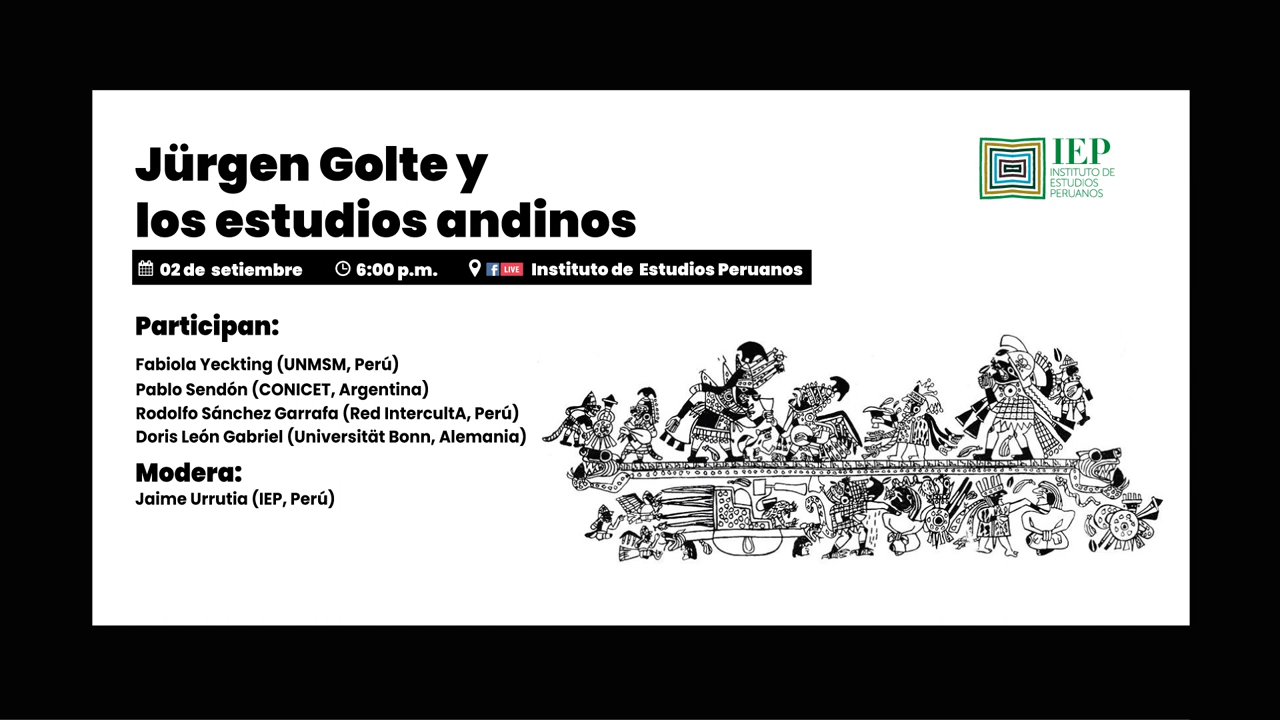 Jürgen Golte y
los estudios andinos
IEP
INSTITUTO DE
ESTUDIOS
PERUANOS
02 de setiembre 6:00 p.m. f LIVE Instituto de Estudios Peruanos
Participan:
Fabiola Yeckting (UNMSM, Perú)
Pablo Sendón (CONICET, Argentina)
Rodolfo Sánchez Garrafa (Red IntercultA, Perú)
Doris León Gabriel (Universität Bonn, Alemania)
Modera:
Jaime Urrutia (IEP, Perú)